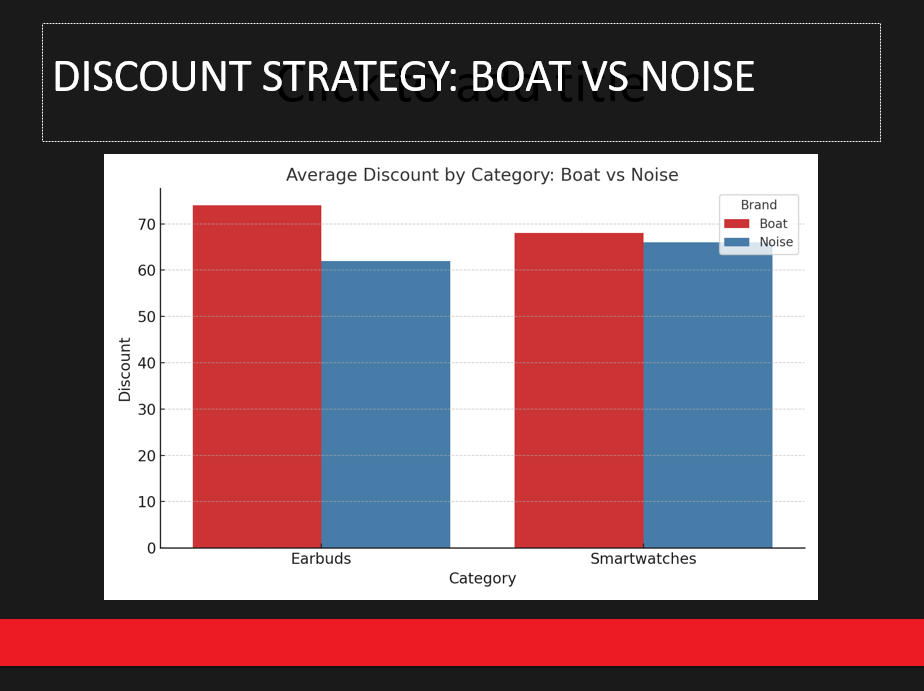 DISCOUNT STRATEGY: BOAT VS NOISE
Click to add title
Average Discount by Category: Boat vs Noise
Brand
Boat
Noise
70
60
50
40
30
20
10
0
Discount
Earbuds
Smartwatches
Category